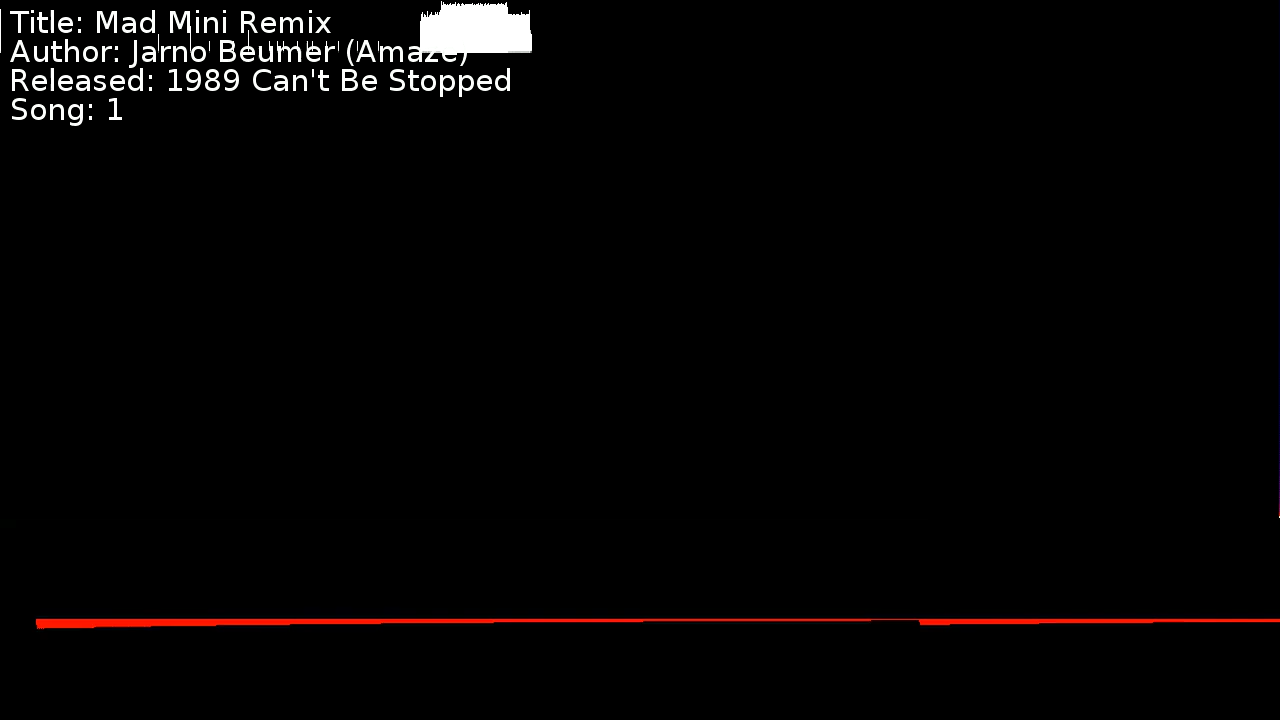 Title: Mad Mini Remix
Author: Jarno Beumer (Amaze)
Released: 1989 Can't Be Stopped
Song: 1